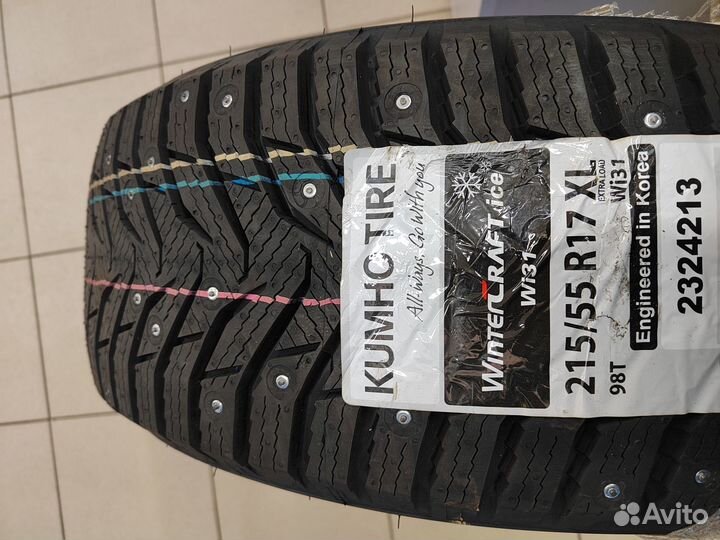 KUMHO TIRE
All-ways, Go With you
WINTERCRAFT ice
Wi31
215/55 R17 XL
EXTRA LOAD
98T
Wi31
Engineered in Korea
2324213
Avito